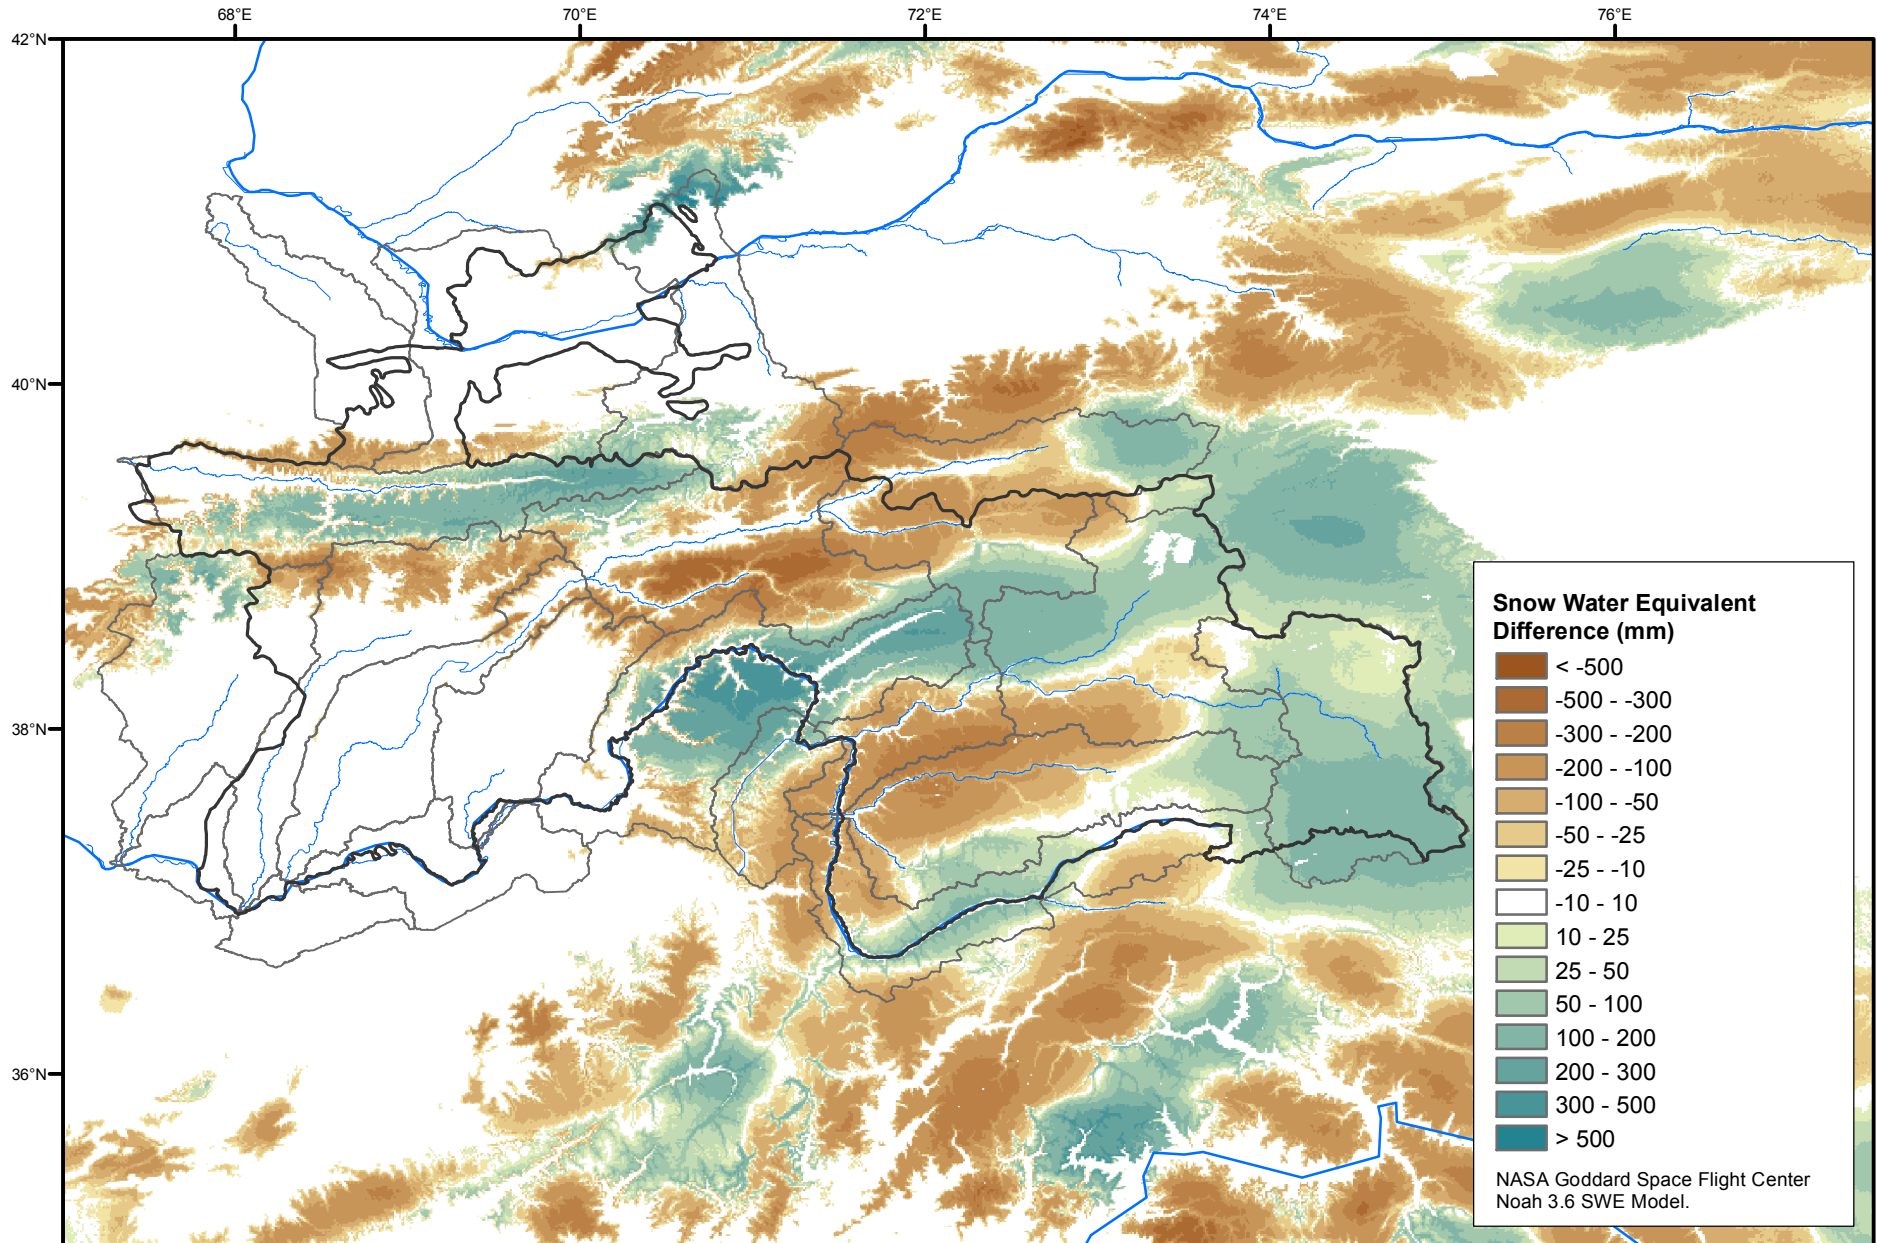 68°E
70°E
72°E
74°E
76°E
42°N
40°N
38°N
36°N
Snow Water Equivalent
Difference (mm)
< -500
-500 - -300
-300 - -200
-200 - -100
-100 - -50
-50 - -25
-25 - -10
-10 - 10
10 - 25
25 - 50
50 - 100
100 - 200
200 - 300
300 - 500
> 500
NASA Goddard Space Flight Center
Noah 3.6 SWE Model.